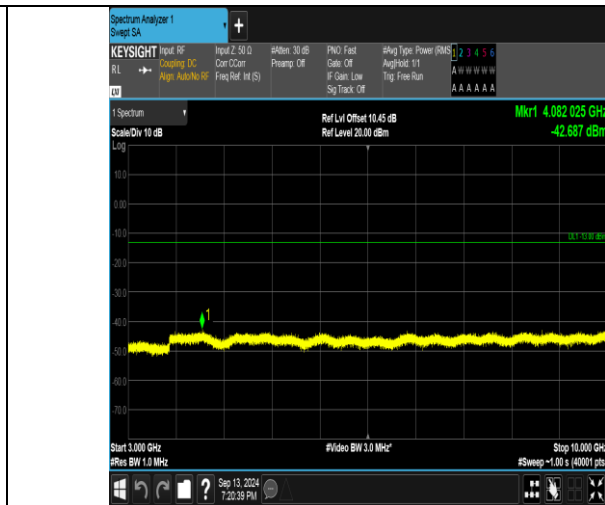 Spectrum Analyzer 1
Swept SA
+
KEYSIGHT Input: RF Input Z: 50 Ω #Atten: 30 dB PNO: Fast #Avg Type: Power (RMS 1 2 3 4 5 6
RL Coupling: DC Corr CCorr Preamp: Off Gate: Off Avg|Hold: 1/1 A W W W W W
Align: Auto/No RF Freq Ref: Int (S) IF Gain: Low Trig: Free Run
LXI Sig Track: Off A A A A A A
1 Spectrum Ref Lvl Offset 10.45 dB Mkr1 4.082 025 GHz
Scale/Div 10 dB Ref Level 20.00 dBm -42.687 dBm
Log
10.0
0.00
DL1 -13.00 dBm
-10.0
-20.0
-30.0
1
-40.0
-50.0
-60.0
-70.0
Start 3.000 GHz #Video BW 3.0 MHz* Stop 10.000 GHz
#Res BW 1.0 MHz #Sweep ~1.00 s (40001 pts
? Sep 13, 2024
7:20:39 PM